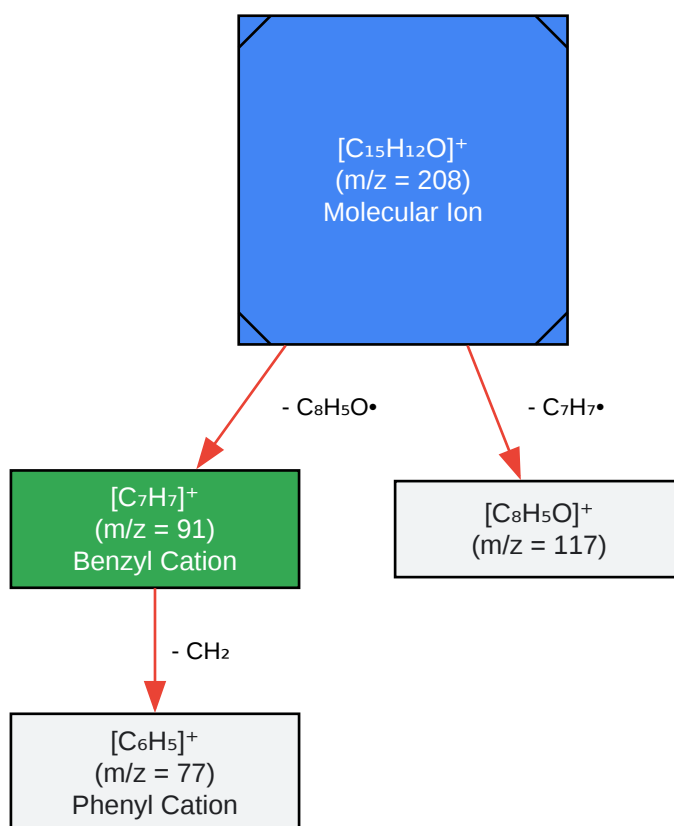 [C₁₅H₁₂O]⁺
(m/z = 208)
Molecular Ion
- C₈H₅O•
- C₇H₇•
[C₇H₇]⁺
(m/z = 91)
Benzyl Cation
[C₈H₅O]⁺
(m/z = 117)
- CH₂
[C₆H₅]⁺
(m/z = 77)
Phenyl Cation